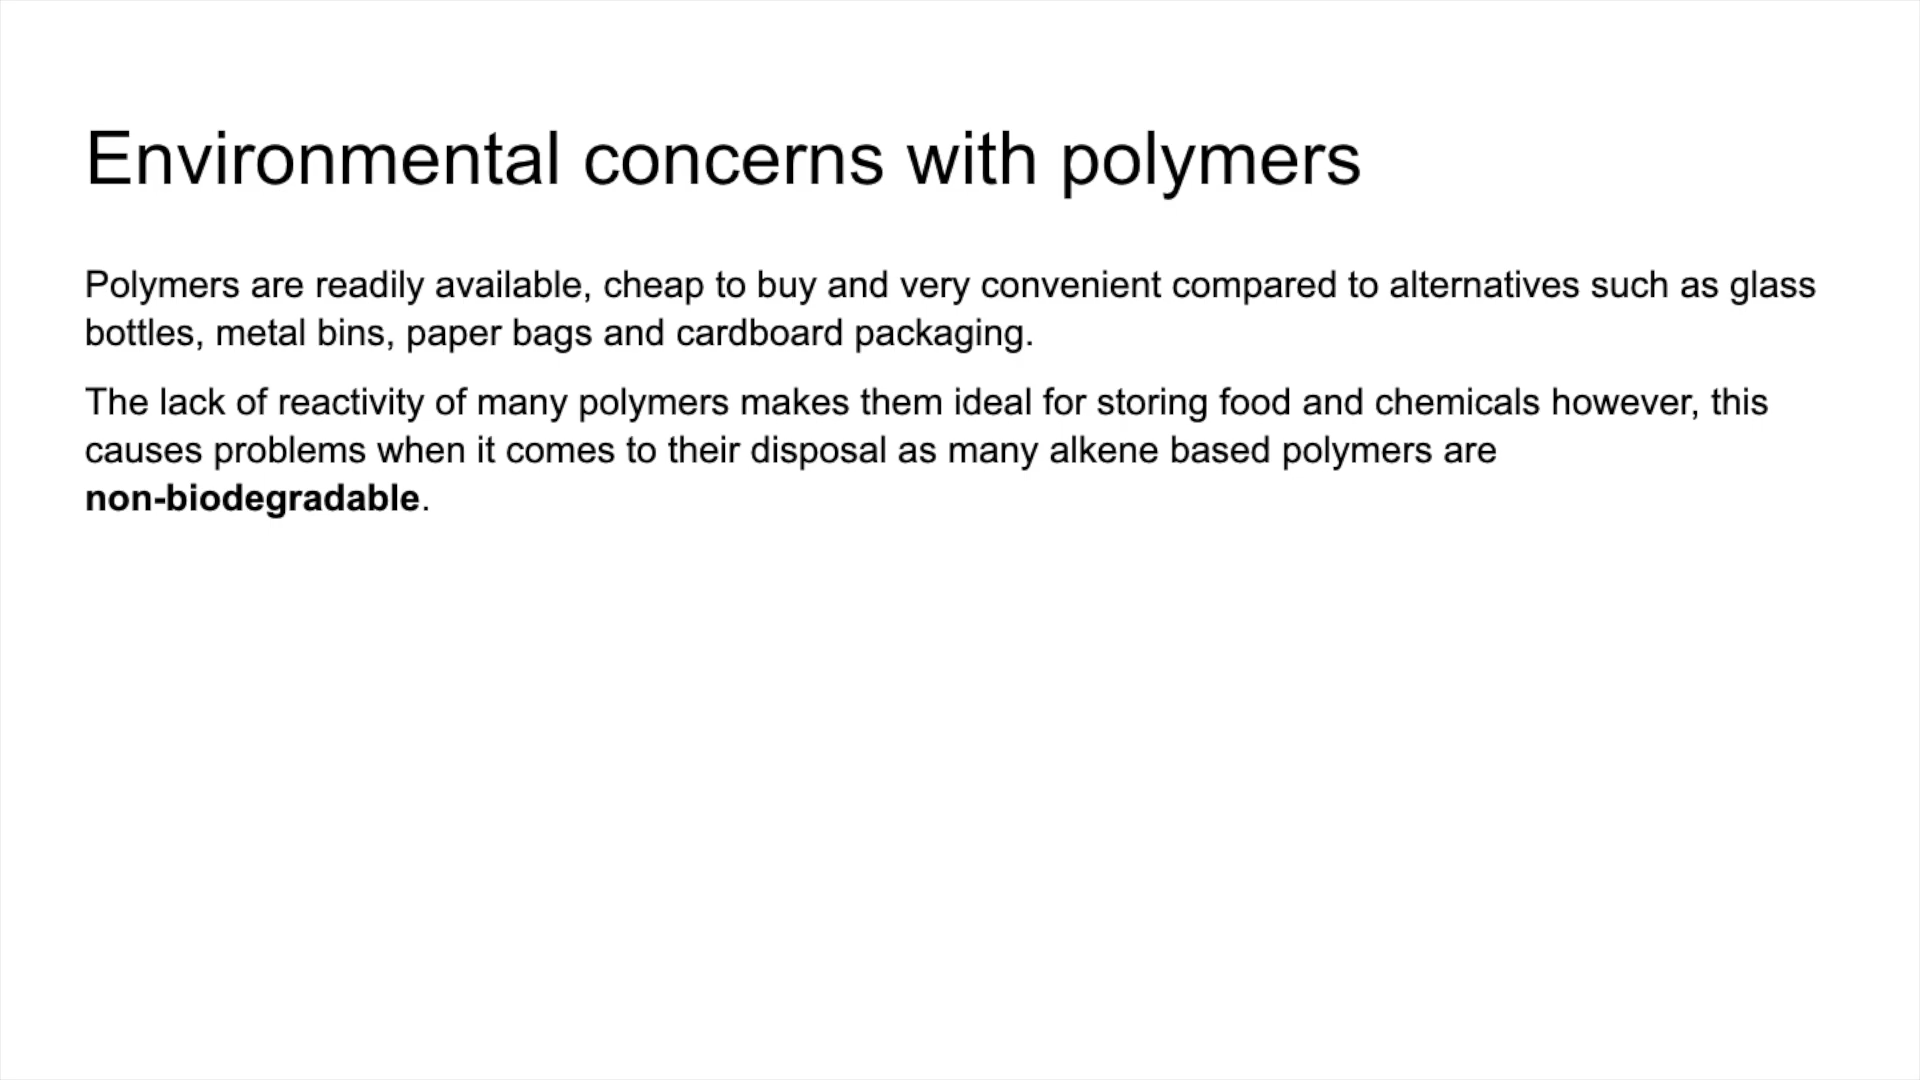 Environmental concerns with polymers
Polymers are readily available, cheap to buy and very convenient compared to alternatives such as glass
bottles, metal bins, paper bags and cardboard packaging.
The lack of reactivity of many polymers makes them ideal for storing food and chemicals however, this
causes problems when it comes to their disposal as many alkene based polymers are
non-biodegradable.